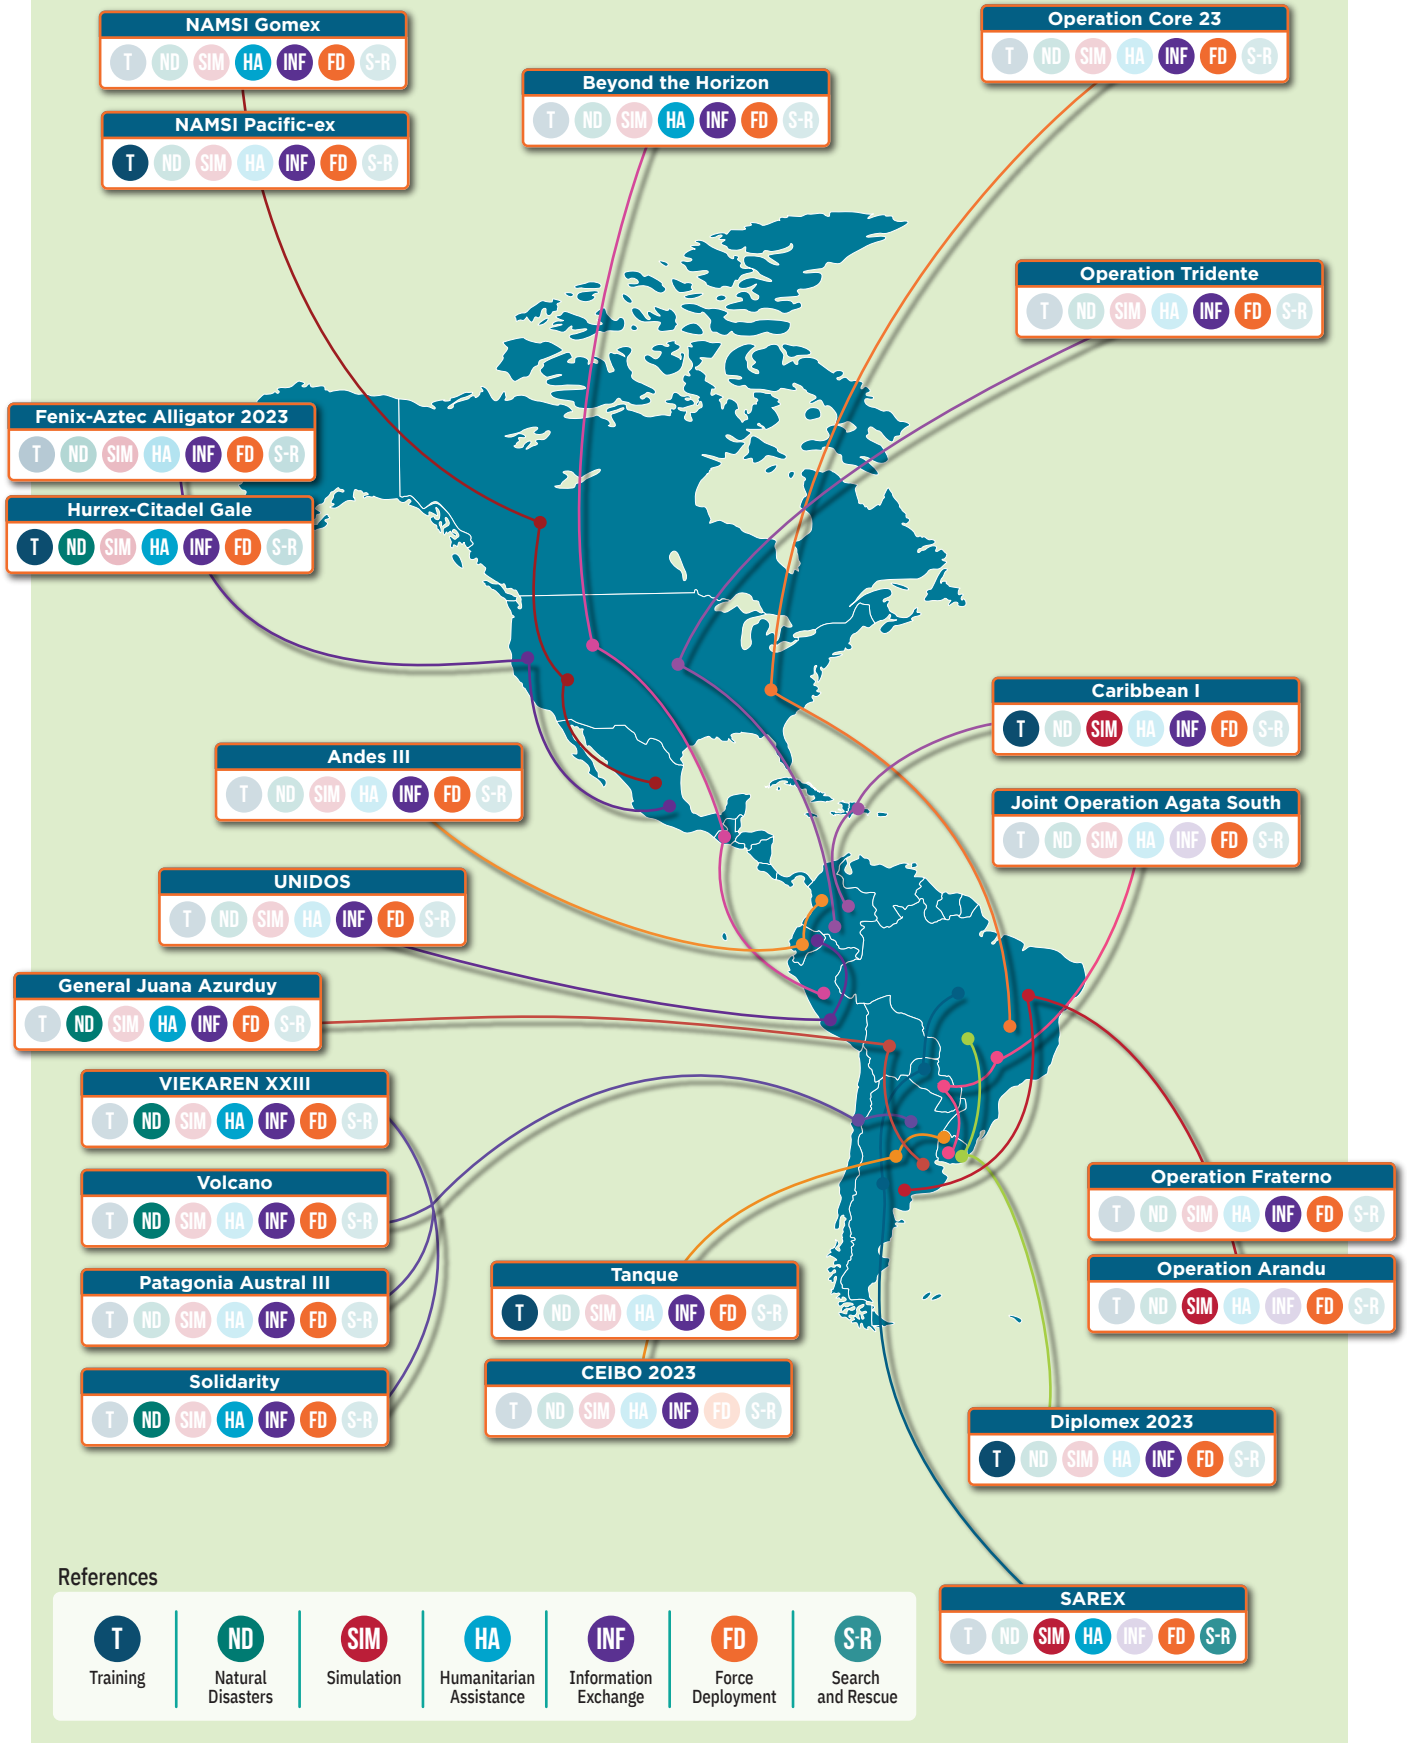 NAMSI Gomex
T ND SIM HA INF FD S-R
NAMSI Pacific-ex
T ND SIM HA INF FD S-R
Beyond the Horizon
T ND SIM HA INF FD S-R
Operation Core 23
T ND SIM HA INF FD S-R
Operation Tridente
T ND SIM HA INF FD S-R
Fenix-Aztec Alligator 2023
T ND SIM HA INF FD S-R
Hurrex-Citadel Gale
T ND SIM HA INF FD S-R
Caribbean I
T ND SIM HA INF FD S-R
Andes III
T ND SIM HA INF FD S-R
Joint Operation Agata South
T ND SIM HA INF FD S-R
UNIDOS
T ND SIM HA INF FD S-R
General Juana Azurduy
T ND SIM HA INF FD S-R
VIEKAREN XXIII
T ND SIM HA INF FD S-R
Volcano
T ND SIM HA INF FD S-R
Patagonia Austral III
T ND SIM HA INF FD S-R
Solidarity
T ND SIM HA INF FD S-R
Tanque
T ND SIM HA INF FD S-R
CEIBO 2023
T ND SIM HA INF FD S-R
Operation Fraterno
T ND SIM HA INF FD S-R
Operation Arandu
T ND SIM HA INF FD S-R
Diplomex 2023
T ND SIM HA INF FD S-R
SAREX
T ND SIM HA INF FD S-R
References
T
Training
ND
Natural
Disasters
SIM
Simulation
HA
Humanitarian
Assistance
INF
Information
Exchange
FD
Force
Deployment
S-R
Search
and Rescue